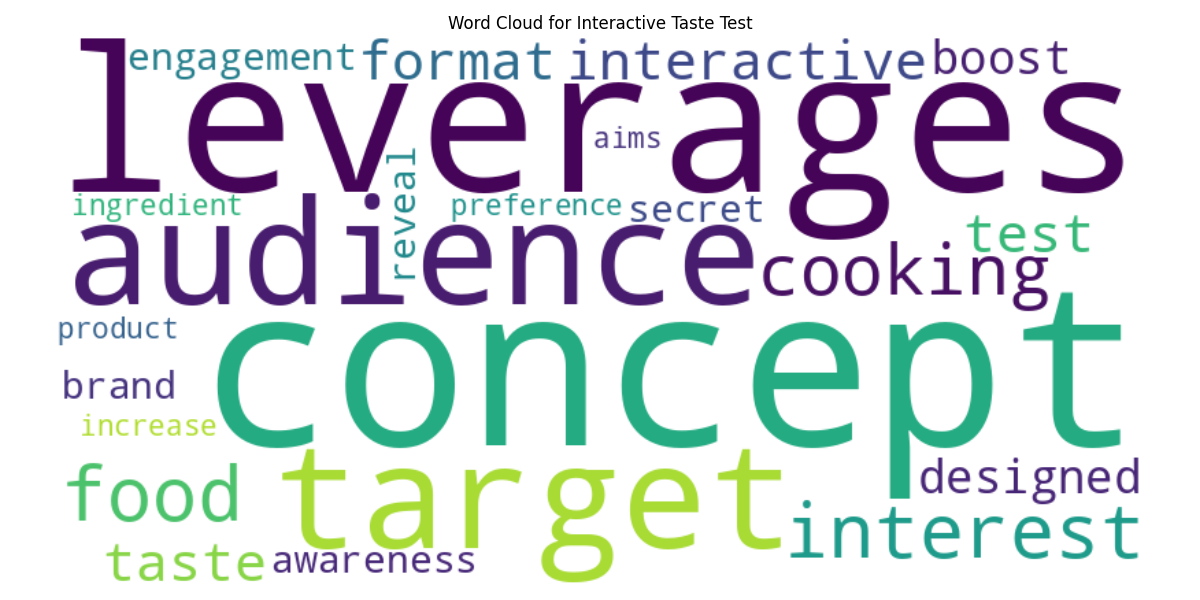 Word Cloud for Interactive Taste Test
engagement format interactive boost
leverages
aims
reveal
ingredient preference secret
audience
test
cooking
product
concept
brand
increase
target
food
designed
interest
taste awareness